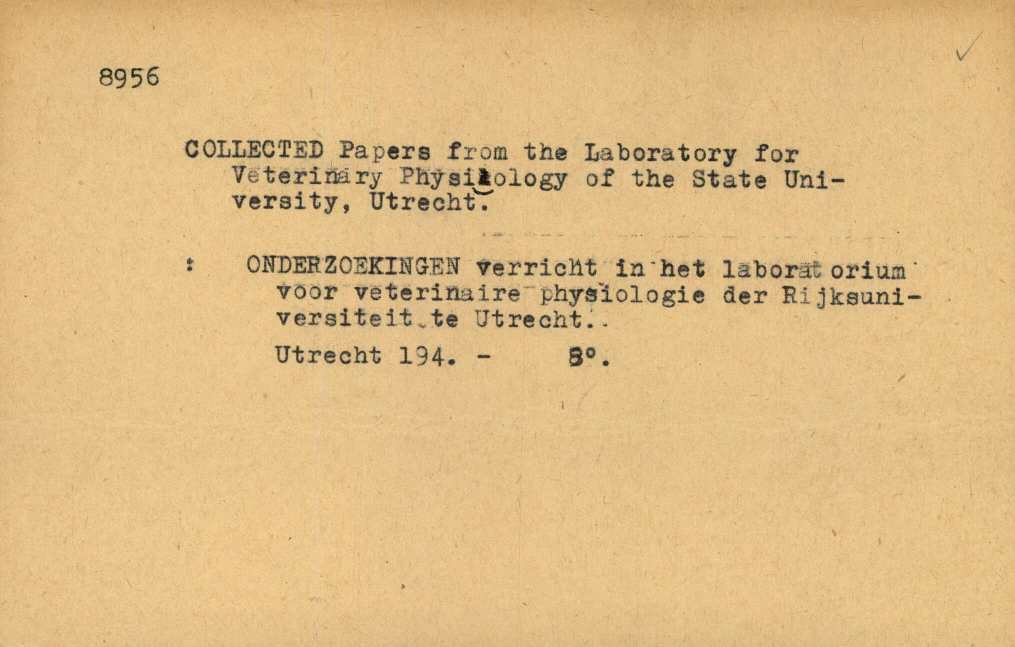 8956
COLLECTED Papers from the Laboratory for
Veterinary Physiology of the State Uni-
versity, Utrecht.
: ONDERZOEKINGEN verricht in het laboratorium
voor veterinaire physiologie der Rijksuni-
versiteit te Utrecht.
Utrecht 194. - 8°.